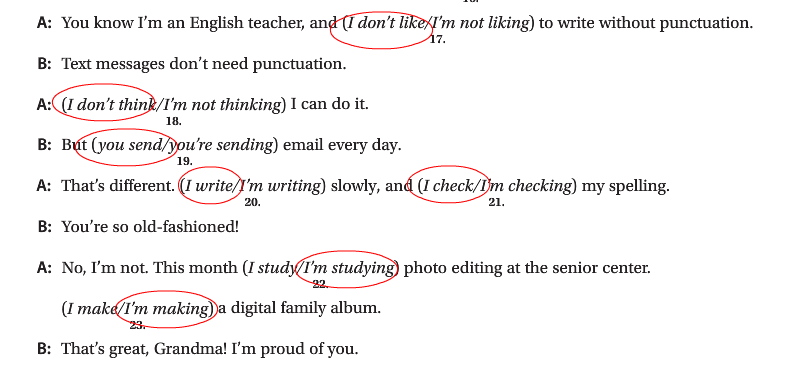 A: You know I'm an English teacher, and (I don't like/I'm not liking) to write without punctuation.
17.
B: Text messages don't need punctuation.
A: (I don't think/I'm not thinking) I can do it.
18.
B: But (you send/you're sending) email every day.
19.
A: That's different. (I write/I'm writing) slowly, and (I check/I'm checking) my spelling.
20. 21.
B: You're so old-fashioned!
A: No, I'm not. This month (I study/I'm studying) photo editing at the senior center.
22.
(I make/I'm making) a digital family album.
23.
B: That's great, Grandma! I'm proud of you.